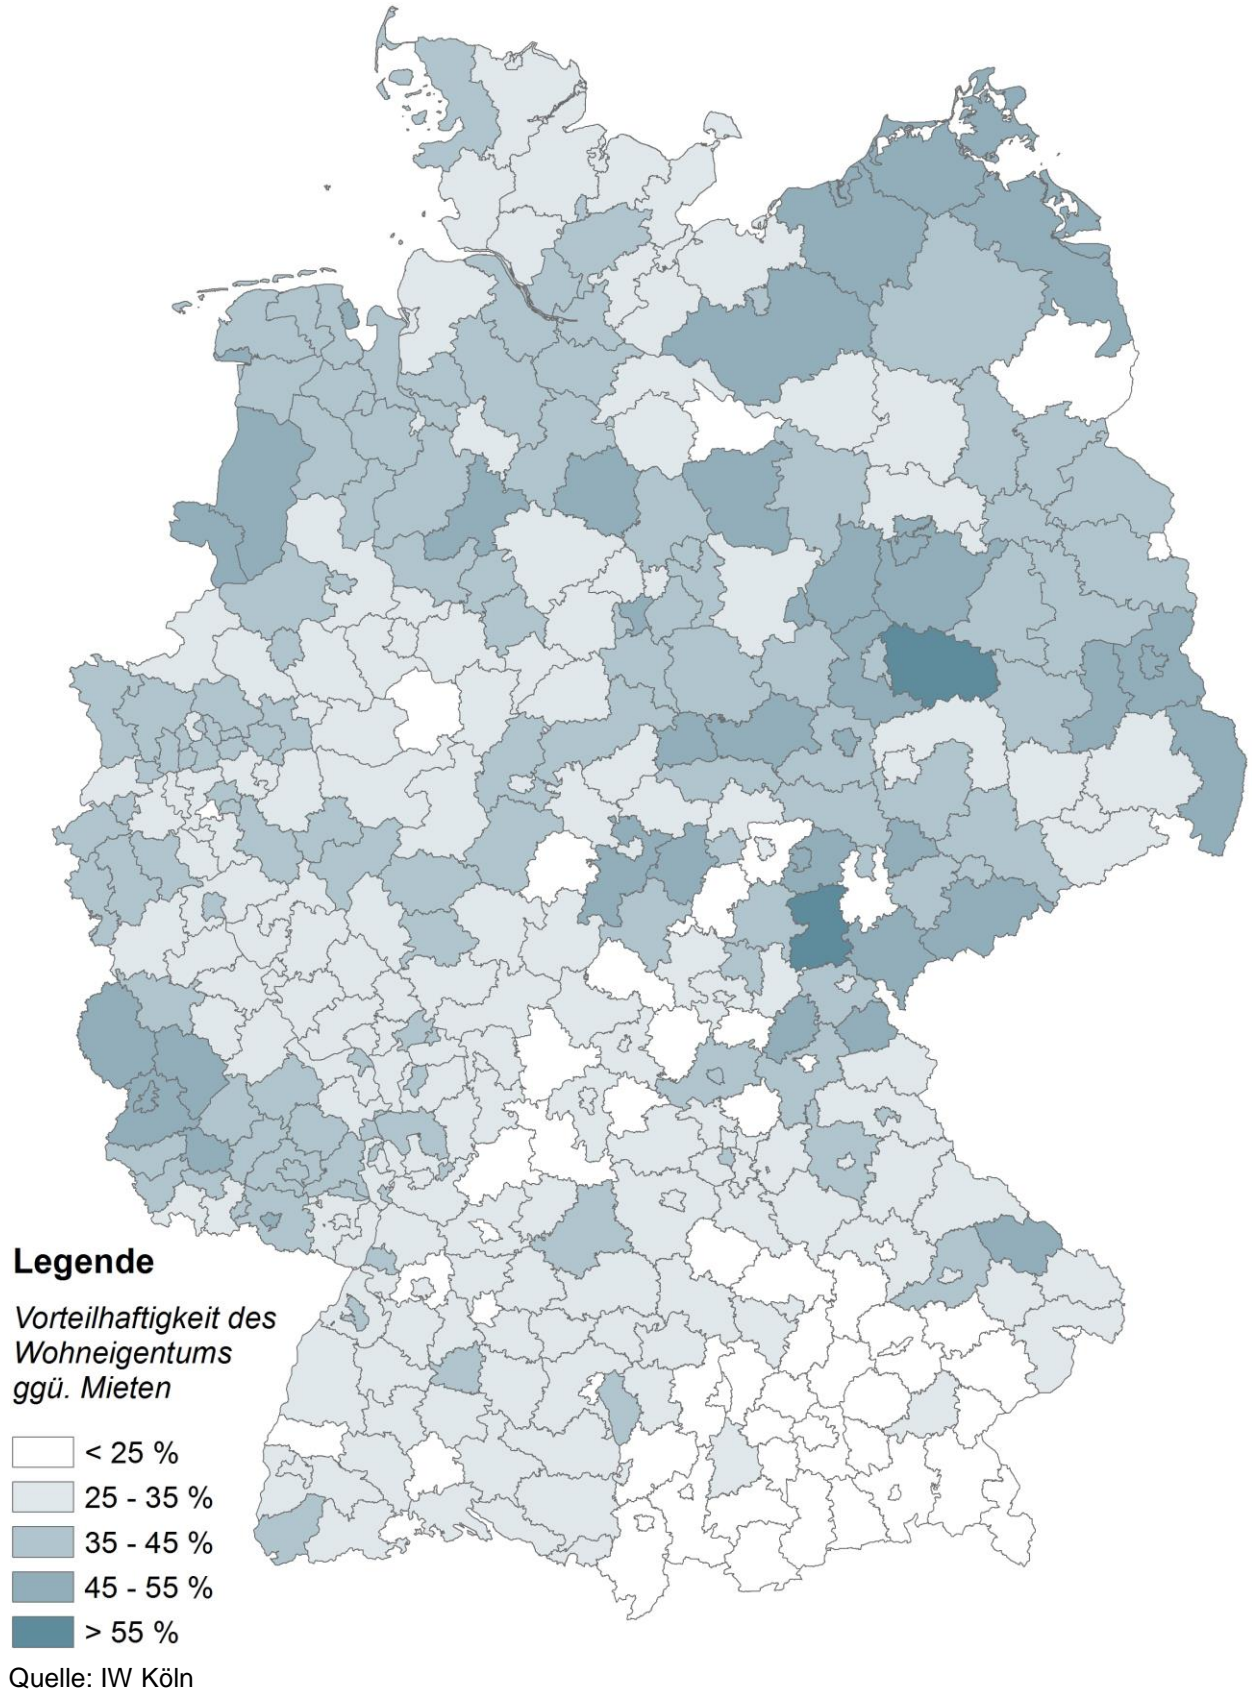 Legende
Vorteilhaftigkeit des
Wohneigentums
ggü. Mieten
< 25 %
25 - 35 %
35 - 45 %
45 - 55 %
> 55 %
Quelle: IW Köln